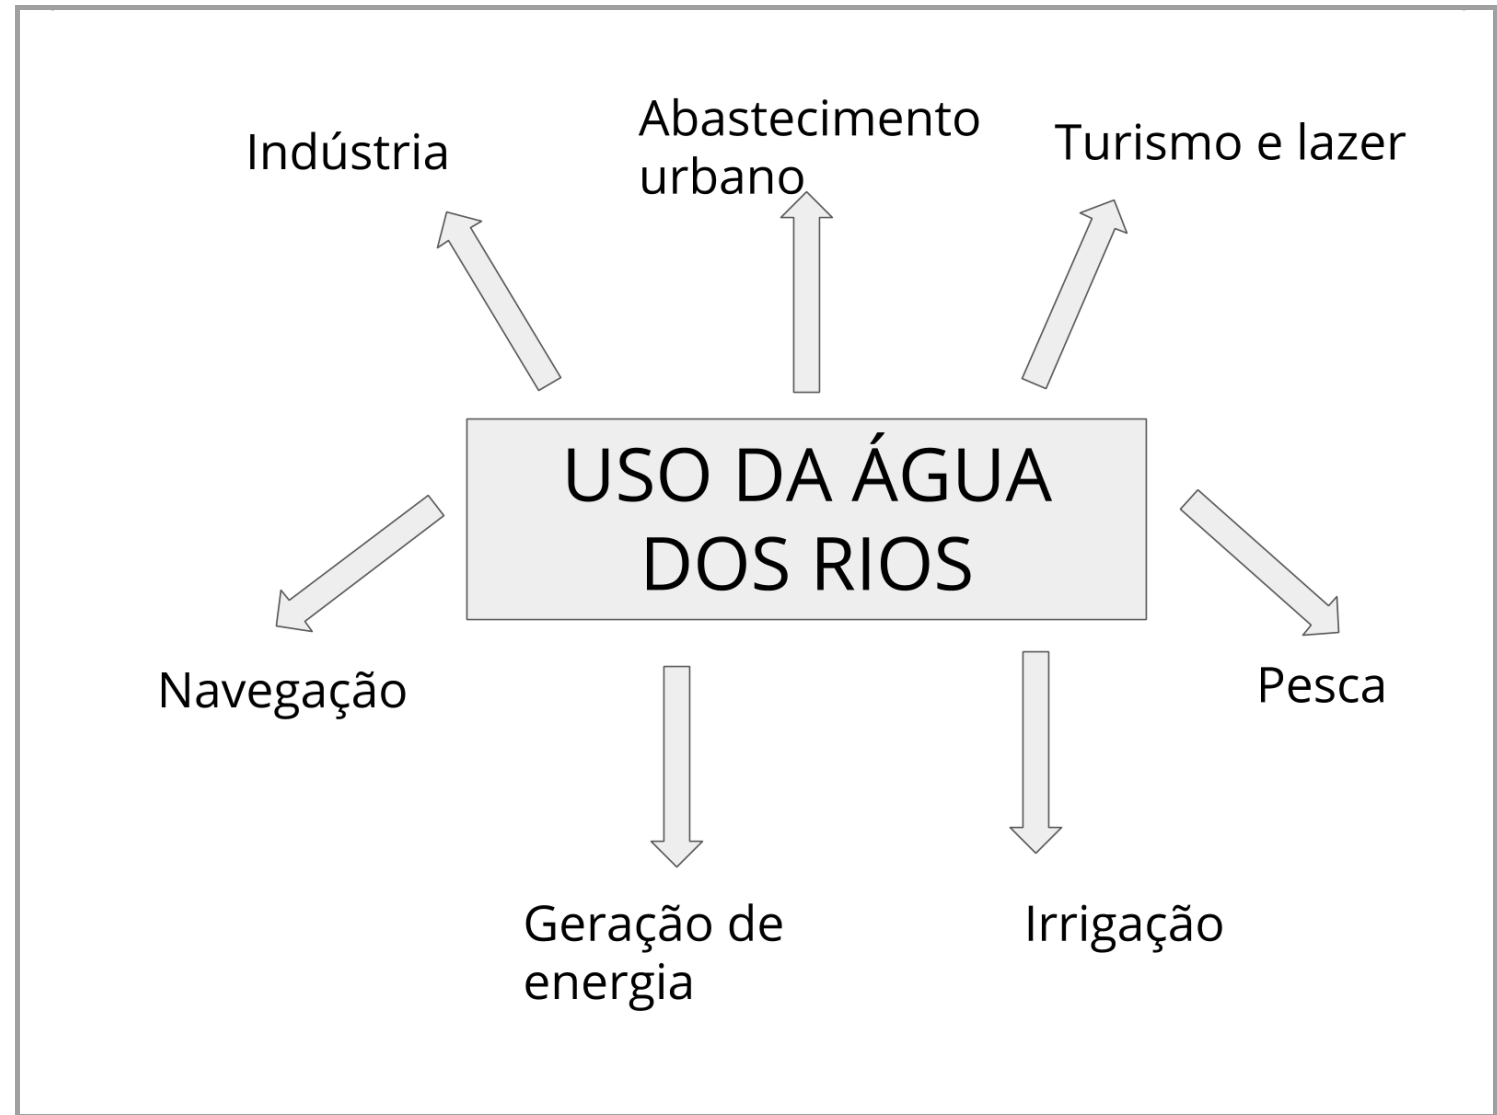 Indústria
Abastecimento
urbano
Turismo e lazer
USO DA ÁGUA
DOS RIOS
Navegação
Pesca
Geração de
energia
Irrigação